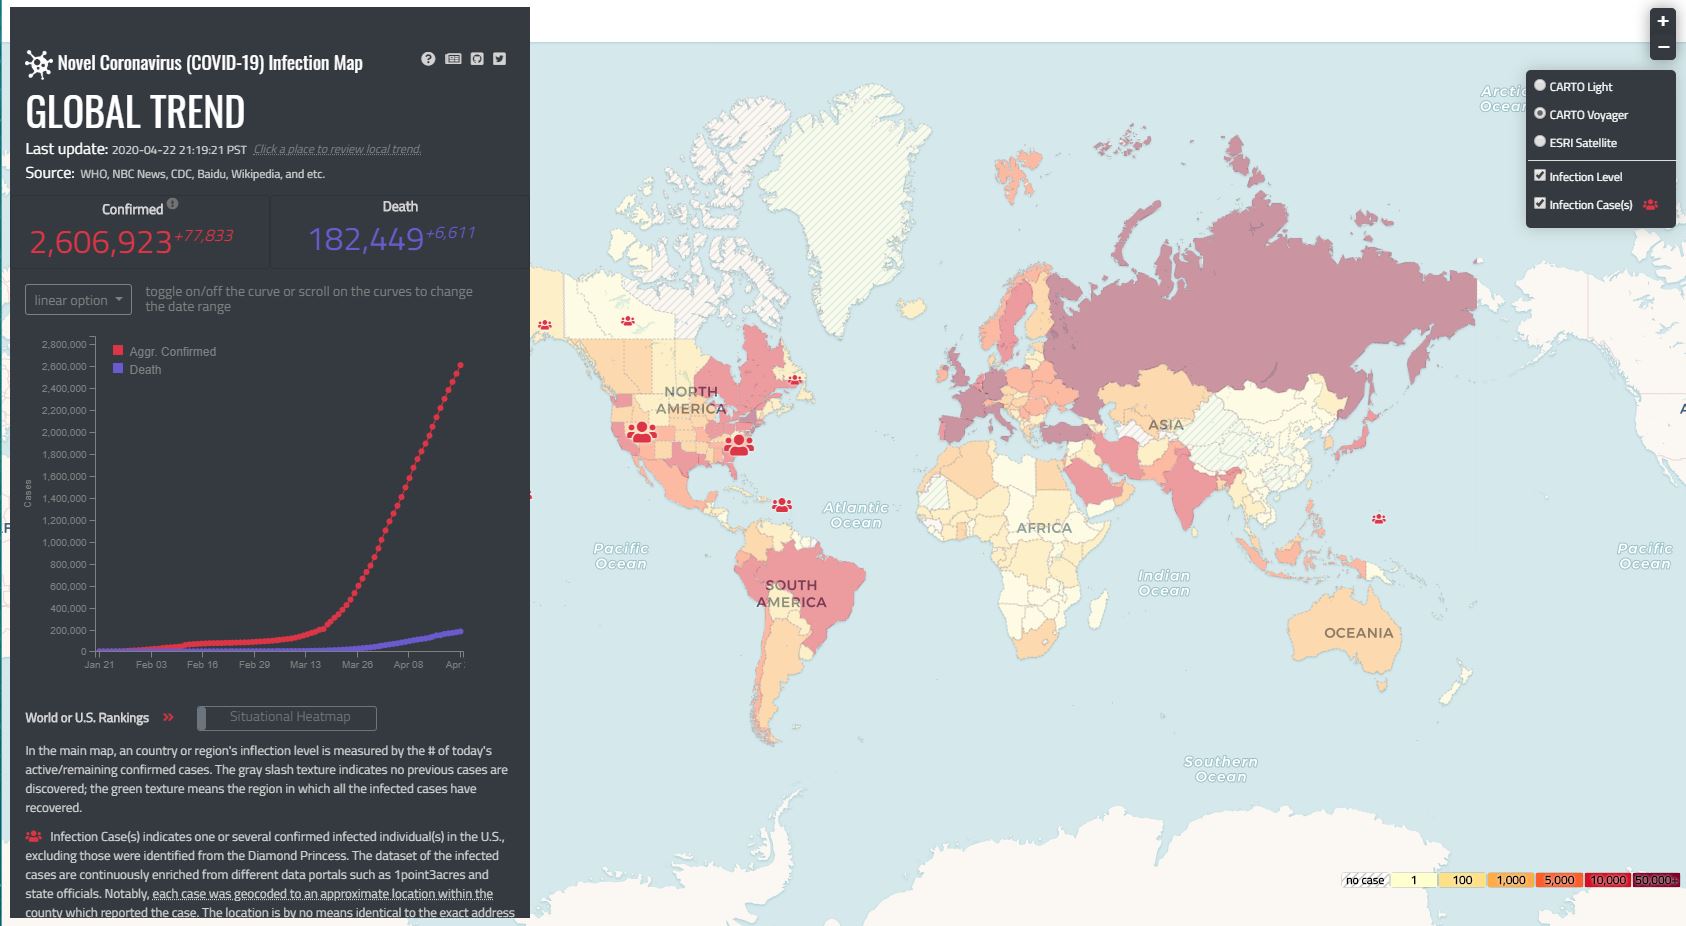 Novel Coronavirus (COVID-19) Infection Map
GLOBAL TREND
Last update: 2020-04-22 21:19:21 PST Click a place to review local trend.
Source: WHO, NBC News, CDC, Baidu, Wikipedia, and etc.
Confirmed
2,606,923 +77,833
Death
182,449 +6,611
linear option
toggle on/off the curve or scroll on the curves to change
the date range
2,800,000
2,600,000
2,400,000
2,200,000
2,000,000
1,800,000
1,600,000
1,400,000
1,200,000
1,000,000
800,000
600,000
400,000
200,000
0
Cases
Aggr. Confirmed
Death
Jan 21 Feb 03 Feb 16 Feb 29 Mar 13 Mar 26 Apr 08 Apr
World or U.S. Rankings »
Situational Heatmap
In the main map, an country or region's inflection level is measured by the # of today's
active/remaining confirmed cases. The gray slash texture indicates no previous cases are
discovered; the green texture means the region in which all the infected cases have
recovered.
Infection Case(s) indicates one or several confirmed infected individual(s) in the U.S.,
excluding those were identified from the Diamond Princess. The dataset of the infected
cases are continuously enriched from different data portals such as 1point3acres and
state officials. Notably, each case was geocoded to an approximate location within the
county which reported the case. The location is by no means identical to the exact address
NORTH
AMERICA
SOUTH
AMERICA
Atlantic
Ocean
Pacific
Ocean
AFRICA
ASIA
Indian
Ocean
OCEANIA
Southern
Ocean
Pacific
Ocean
+
−
CARTO Light
CARTO Voyager
ESRI Satellite
Infection Level
Infection Case(s)
no case 1 100 1,000 5,000 10,000 50,000+